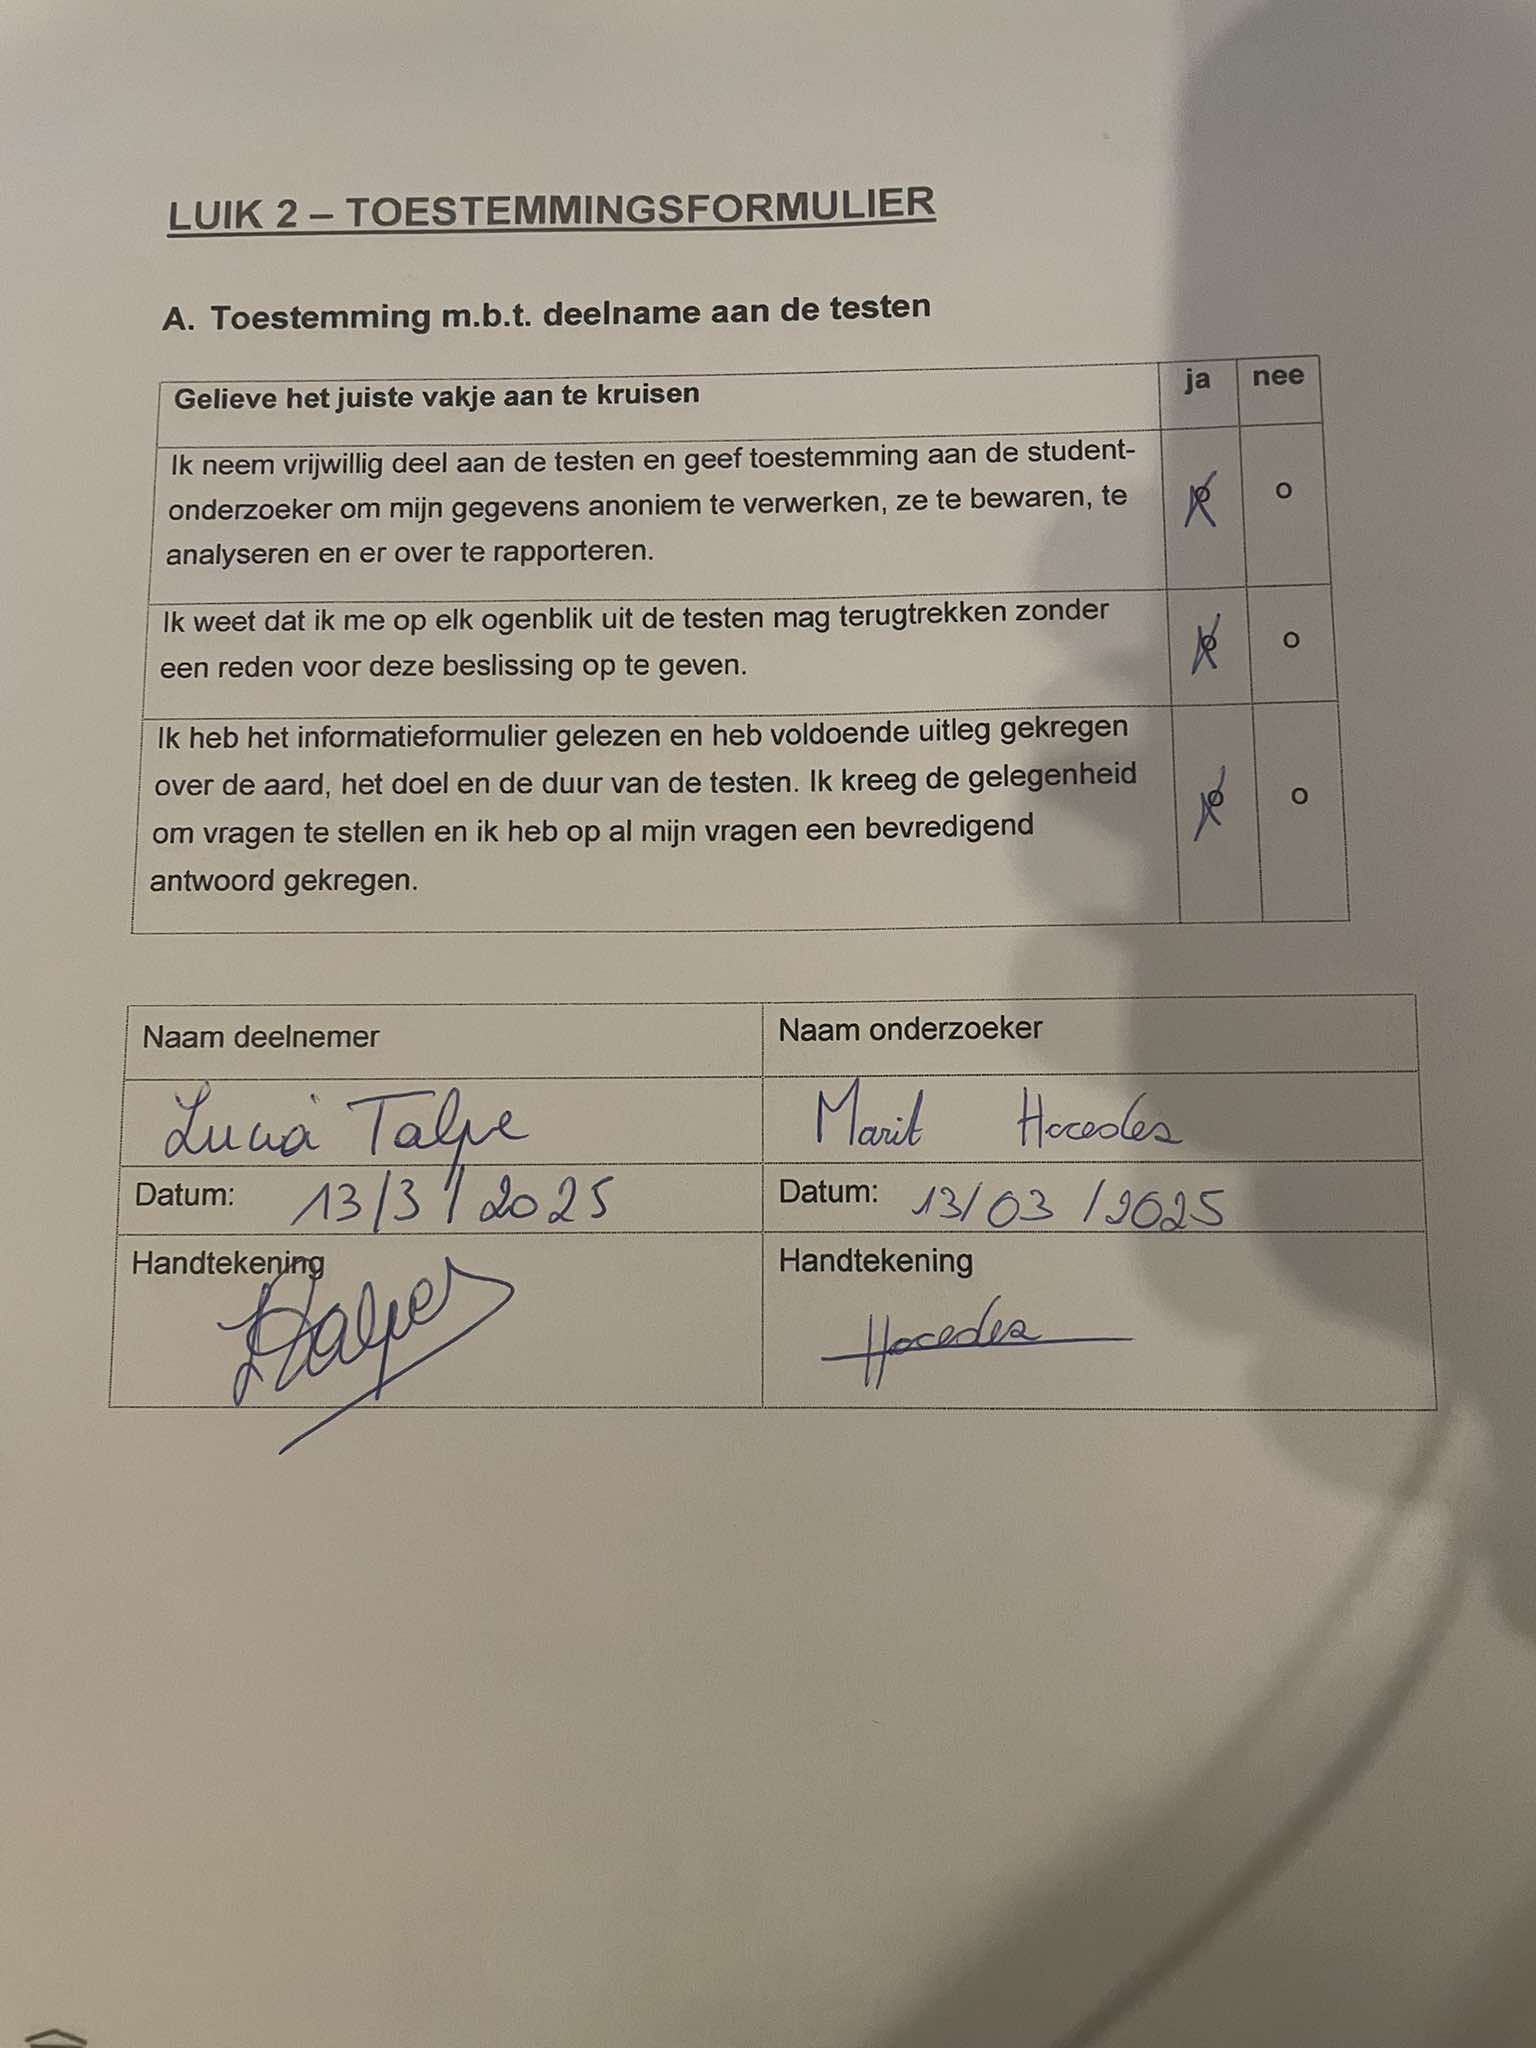 LUIK 2 – TOESTEMMINGSFORMULIER
A. Toestemming m.b.t. deelname aan de testen
Gelieve het juiste vakje aan te kruisen ja nee
Ik neem vrijwillig deel aan de testen en geef toestemming aan de student-
onderzoeker om mijn gegevens anoniem te verwerken, ze te bewaren, te
analyseren en er over te rapporteren.
o
Ik weet dat ik me op elk ogenblik uit de testen mag terugtrekken zonder
een reden voor deze beslissing op te geven.
o
Ik heb het informatieformulier gelezen en heb voldoende uitleg gekregen
over de aard, het doel en de duur van de testen. Ik kreeg de gelegenheid
om vragen te stellen en ik heb op al mijn vragen een bevredigend
antwoord gekregen.
o
Naam deelnemer Naam onderzoeker
Lucia Talpe Marit Hocedez
Datum: 13/3/2025 Datum: 13/03/2025
Handtekening Handtekening
Talpe Hocedez